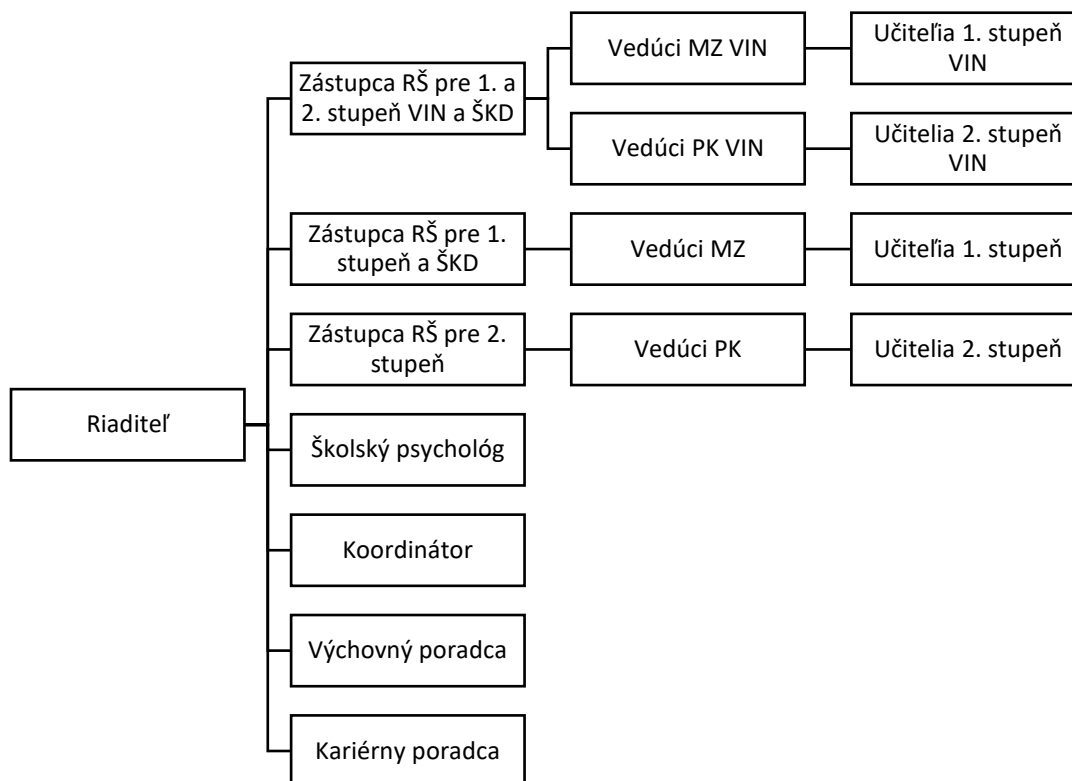 Vedúci MZ VIN
Učiteľia 1. stupeň
VIN
Zástupca RŠ pre 1. a
2. stupeň VIN a ŠKD
Vedúci PK VIN
Učitelia 2. stupeň
VIN
Zástupca RŠ pre 1.
stupeň a ŠKD
Vedúci MZ
Učiteľia 1. stupeň
Zástupca RŠ pre 2.
stupeň
Vedúci PK
Učitelia 2. stupeň
Riaditeľ
Školský psychológ
Koordinátor
Výchovný poradca
Kariérny poradca